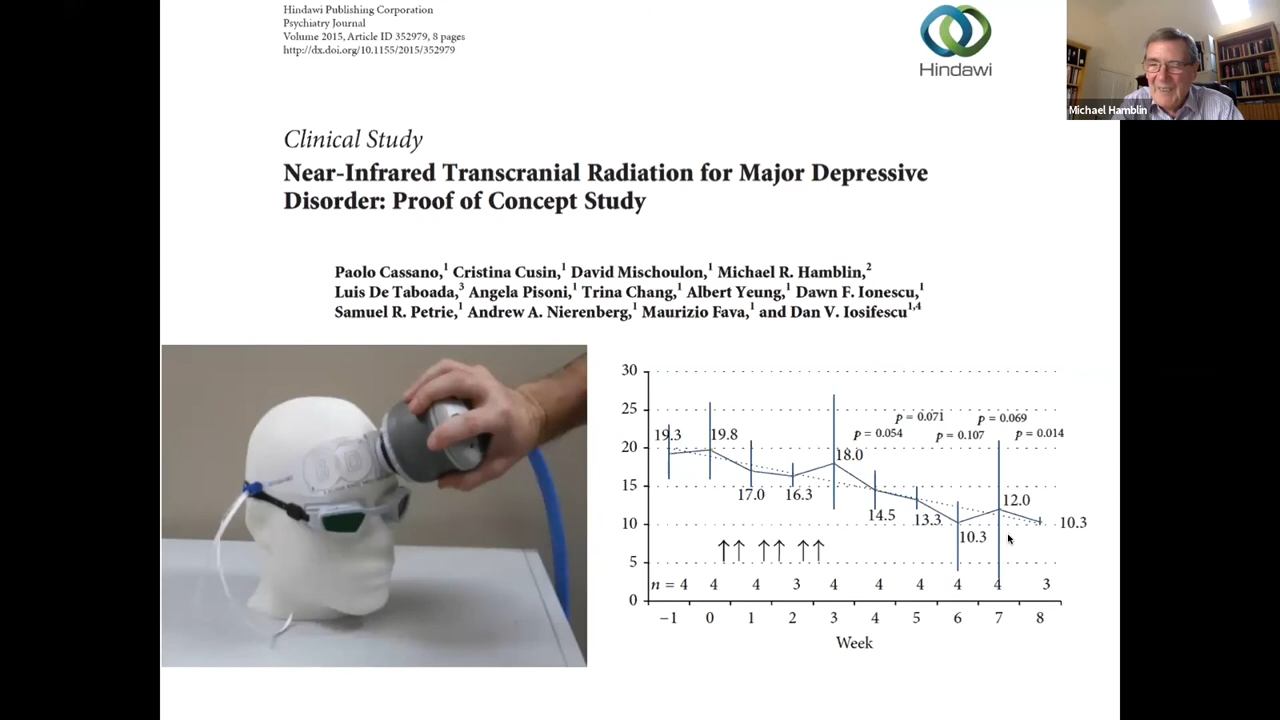 Hindawi Publishing Corporation
Psychiatry Journal
Volume 2015, Article ID 352979, 8 pages
http://dx.doi.org/10.1155/2015/352979
Hindawi
Michael Hamblin
Clinical Study
Near-Infrared Transcranial Radiation for Major Depressive
Disorder: Proof of Concept Study
Paolo Cassano,1 Cristina Cusin,1 David Mischoulon,1 Michael R. Hamblin,2
Luis De Taboada,3 Angela Pisoni,1 Trina Chang,1 Albert Yeung,1 Dawn F. Ionescu,1
Samuel R. Petrie,1 Andrew A. Nierenberg,1 Maurizio Fava,1 and Dan V. Iosifescu1,4
30
25
20
15
10
5
0
19.3
19.8
17.0
16.3
18.0
14.5
13.3
10.3
12.0
10.3
p = 0.054
p = 0.071
p = 0.107
p = 0.069
p = 0.014
↑↑ ↑↑ ↑↑
n = 4 4 4 3 4 4 4 4 4 3
−1 0 1 2 3 4 5 6 7 8
Week